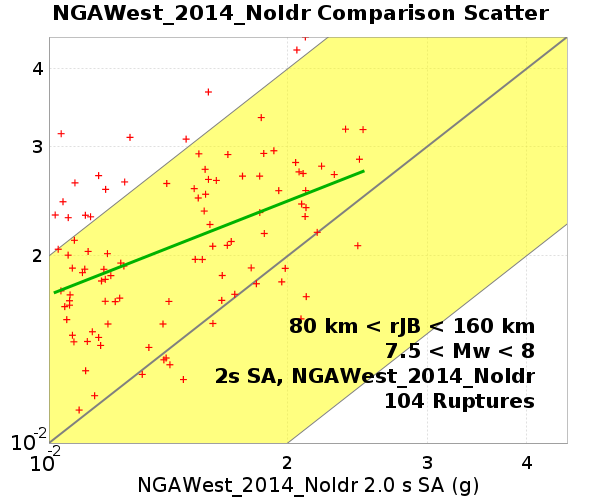 NGAWest_2014_NoIdr Comparison Scatter
4
3
2
10-2
10-2
2
3
4
80 km < rJB < 160 km
7.5 < Mw < 8
2s SA, NGAWest_2014_NoIdr
104 Ruptures
NGAWest_2014_NoIdr 2.0 s SA (g)